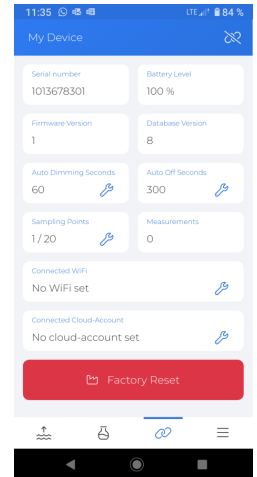 11:35 LTE 84 %
My Device
Serial number
1013678301
Battery Level
100 %
Firmware Version
1
Database Version
8
Auto Dimming Seconds
60
Auto Off Seconds
300
Sampling Points
1 / 20
Measurements
0
Connected WiFi
No WiFi set
Connected Cloud-Account
No cloud-account set
Factory Reset